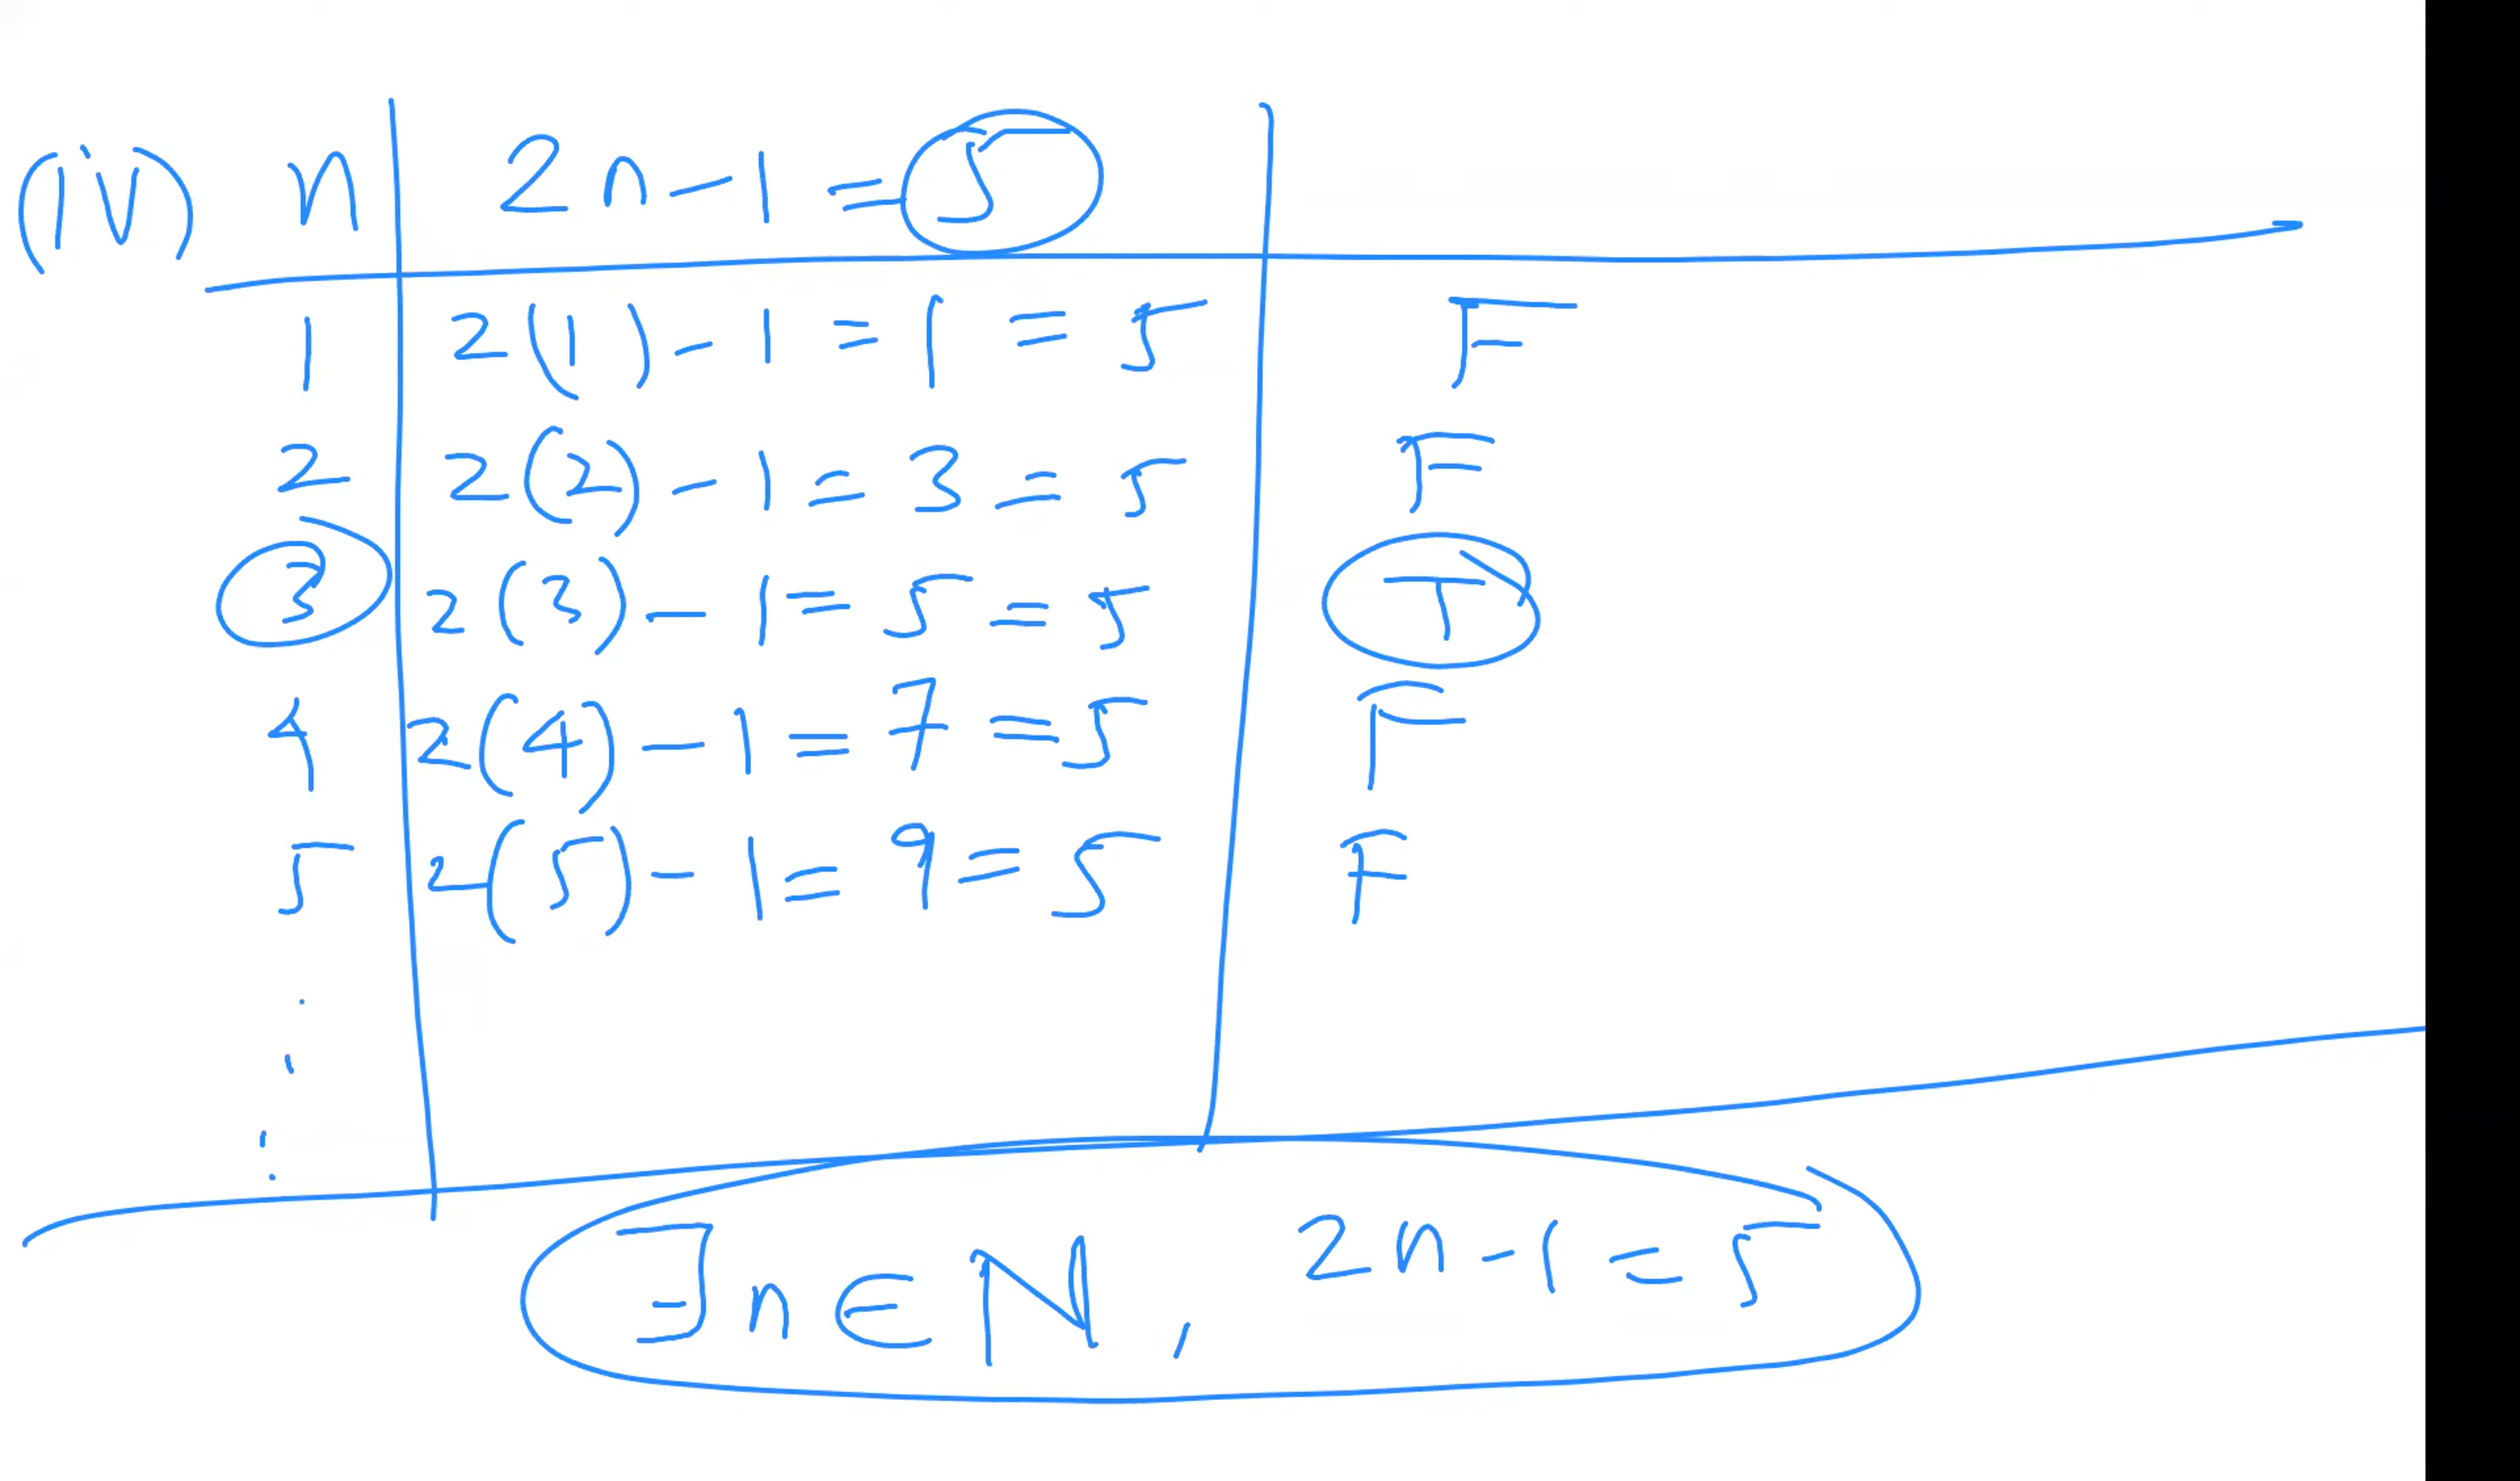 (iv) n 2n-1=5
1 2(1)-1=1=5 F
2 2(2)-1=3=5 F
3 2(3)-1=5=5 T
4 2(4)-1=7=5 F
5 2(5)-1=9=5 F
∃n∈N, 2n-1=5